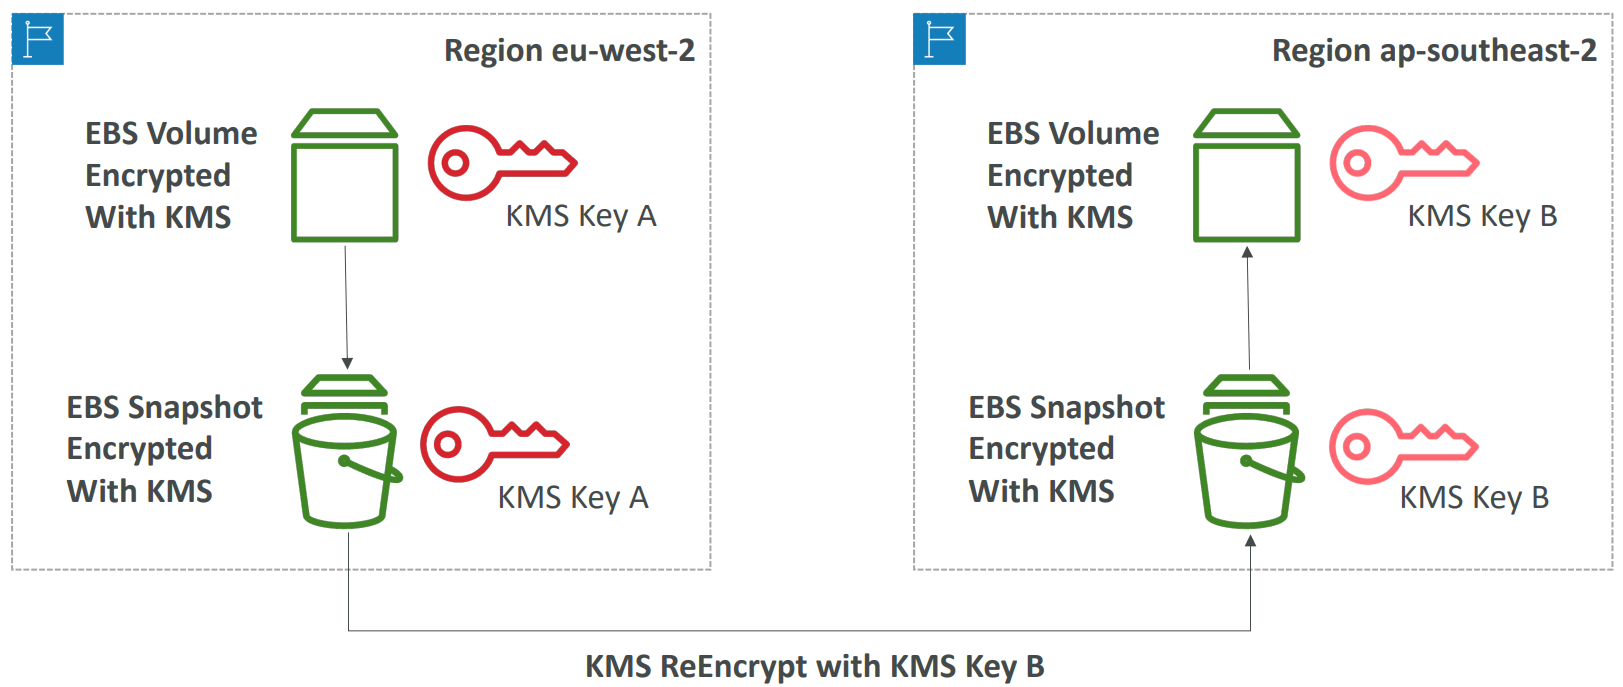 Region eu-west-2
EBS Volume
Encrypted
With KMS
KMS Key A
EBS Snapshot
Encrypted
With KMS
KMS Key A
Region ap-southeast-2
EBS Volume
Encrypted
With KMS
KMS Key B
EBS Snapshot
Encrypted
With KMS
KMS Key B
KMS ReEncrypt with KMS Key B